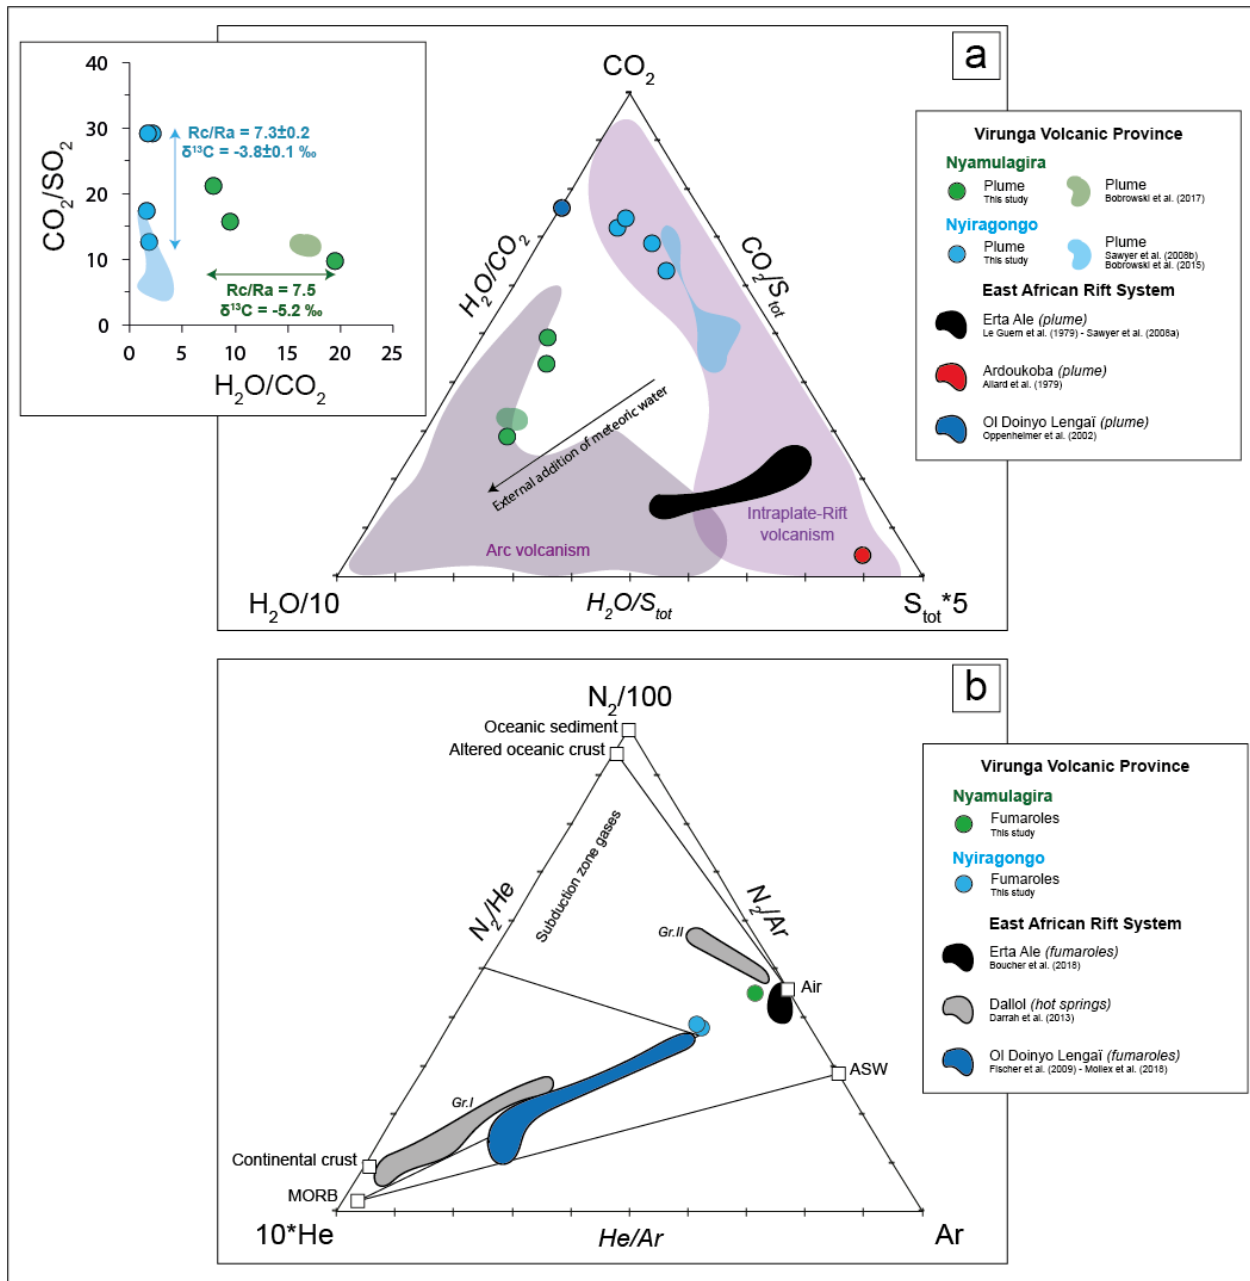 a
CO2
40
30
20
10
0
0
5
10
15
20
25
CO2/SO2
H2O/CO2
Rc/Ra = 7.3±0.2
δ13C = -3.8±0.1 ‰
Rc/Ra = 7.5
δ13C = -5.2 ‰
H2O/CO2
CO2/Stot
External addition of meteoric water
Arc volcanism
Intraplate-Rift
volcanism
H2O/10
H2O/Stot
Stot*5
Virunga Volcanic Province
Nyamulagira
Plume
This study
Plume
Bobrowski et al. (2017)
Nyiragongo
Plume
This study
Plume
Sawyer et al. (2008b)
Bobrowski et al. (2015)
East African Rift System
Erta Ale (plume)
Le Guern et al. (1979) - Sawyer et al. (2008a)
Ardoukoba (plume)
Allard et al. (1979)
Ol Doinyo Lengaï (plume)
Oppenheimer et al. (2002)
b
N2/100
Oceanic sediment
Altered oceanic crust
Subduction zone gases
N2/He
N2/Ar
Gr.II
Air
ASW
Gr.I
Continental crust
MORB
10*He
He/Ar
Ar
Virunga Volcanic Province
Nyamulagira
Fumaroles
This study
Nyiragongo
Fumaroles
This study
East African Rift System
Erta Ale (fumaroles)
Boucher et al. (2018)
Dallol (hot springs)
Darrah et al. (2013)
Ol Doinyo Lengaï (fumaroles)
Fischer et al. (2009) - Mollex et al. (2018)